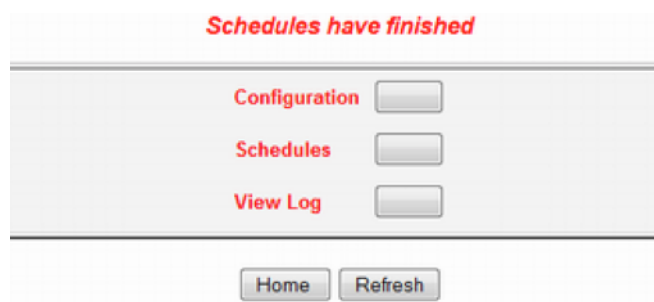 Schedules have finished
Configuration
Schedules
View Log
Home Refresh